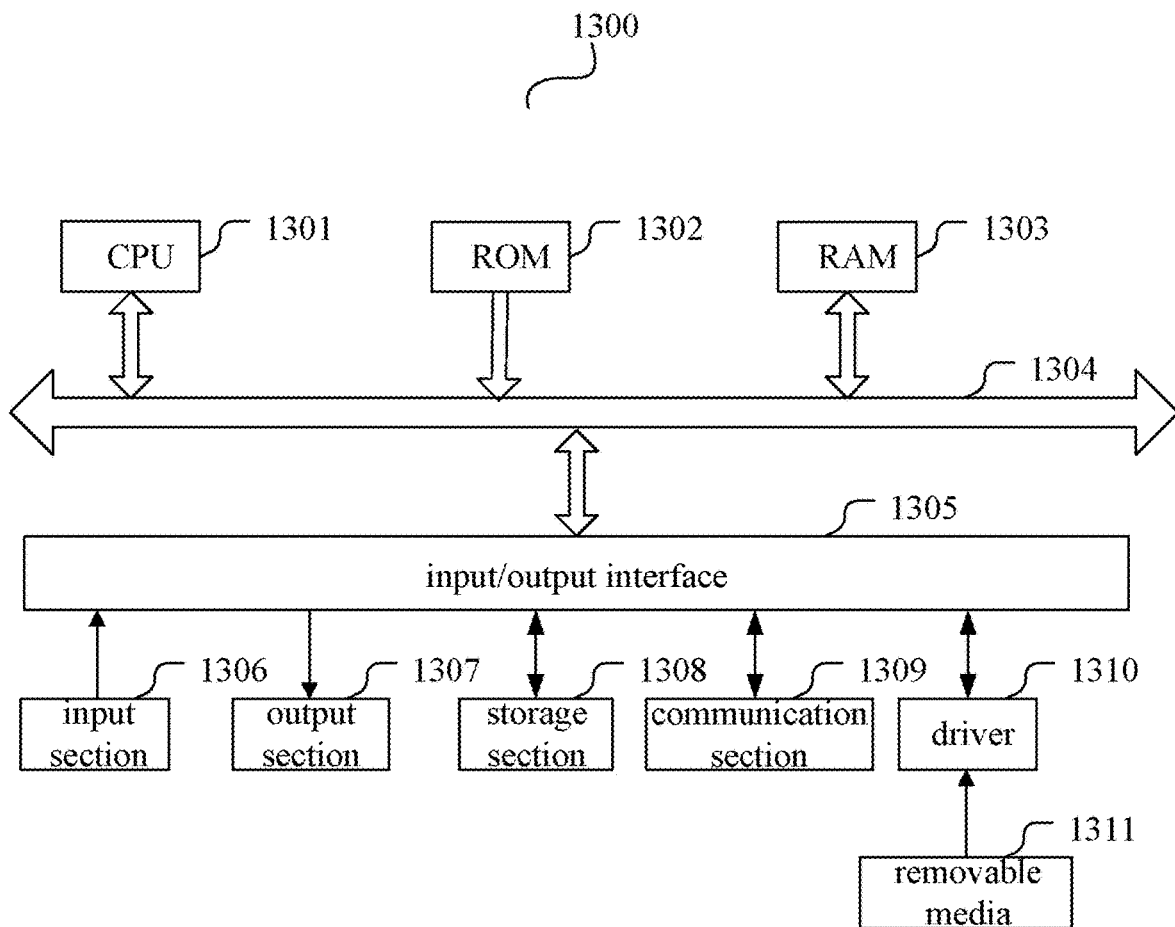 1300
CPU
1301
ROM
1302
RAM
1303
1304
1305
input/output interface
1306
1307
1308
1309
1310
input
section
output
section
storage
section
communication
section
driver
1311
removable
media